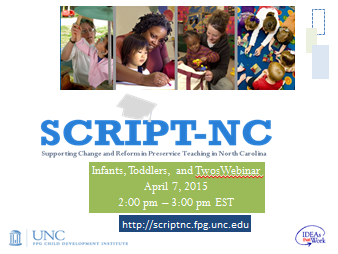 SCRIPT-NC
Supporting Change and Reform in Preservice Teaching in North Carolina
Infants, Toddlers, and TwosWebinar
April 7, 2015
2:00 pm – 3:00 pm EST
http://scriptnc.fpg.unc.edu
UNC
FPG CHILD DEVELOPMENT INSTITUTE
IDEAs
that Work